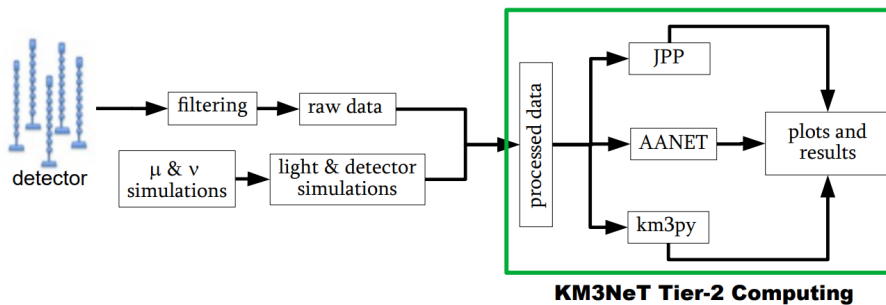 detector
filtering
raw data
μ & ν
simulations
light & detector
simulations
processed data
JPP
AANET
km3py
plots and
results
KM3NeT Tier-2 Computing